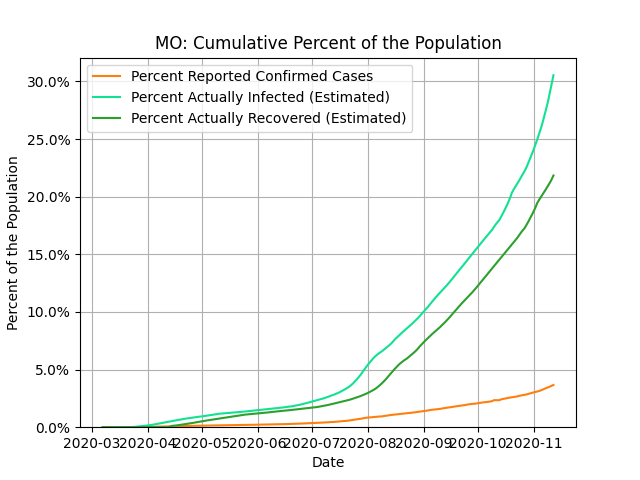 MO: Cumulative Percent of the Population
Percent Reported Confirmed Cases
Percent Actually Infected (Estimated)
Percent Actually Recovered (Estimated)
Percent of the Population
30.0%
25.0%
20.0%
15.0%
10.0%
5.0%
0.0%
2020-03 2020-04 2020-05 2020-06 2020-07 2020-08 2020-09 2020-10 2020-11
Date